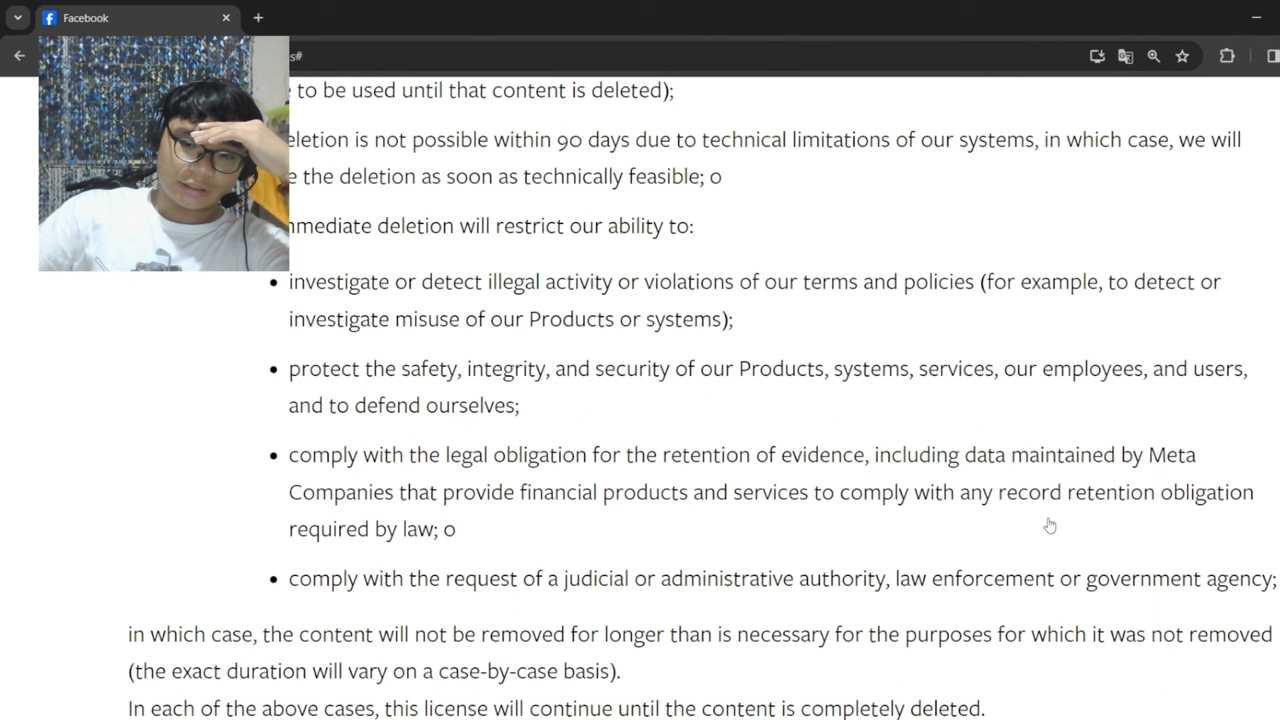 Facebook
s#
to be used until that content is deleted);
eletion is not possible within 90 days due to technical limitations of our systems, in which case, we will
e the deletion as soon as technically feasible; o
mmediate deletion will restrict our ability to:
• investigate or detect illegal activity or violations of our terms and policies (for example, to detect or
investigate misuse of our Products or systems);
• protect the safety, integrity, and security of our Products, systems, services, our employees, and users,
and to defend ourselves;
• comply with the legal obligation for the retention of evidence, including data maintained by Meta
Companies that provide financial products and services to comply with any record retention obligation
required by law; o
• comply with the request of a judicial or administrative authority, law enforcement or government agency;
in which case, the content will not be removed for longer than is necessary for the purposes for which it was not removed
(the exact duration will vary on a case-by-case basis).
In each of the above cases, this license will continue until the content is completely deleted.